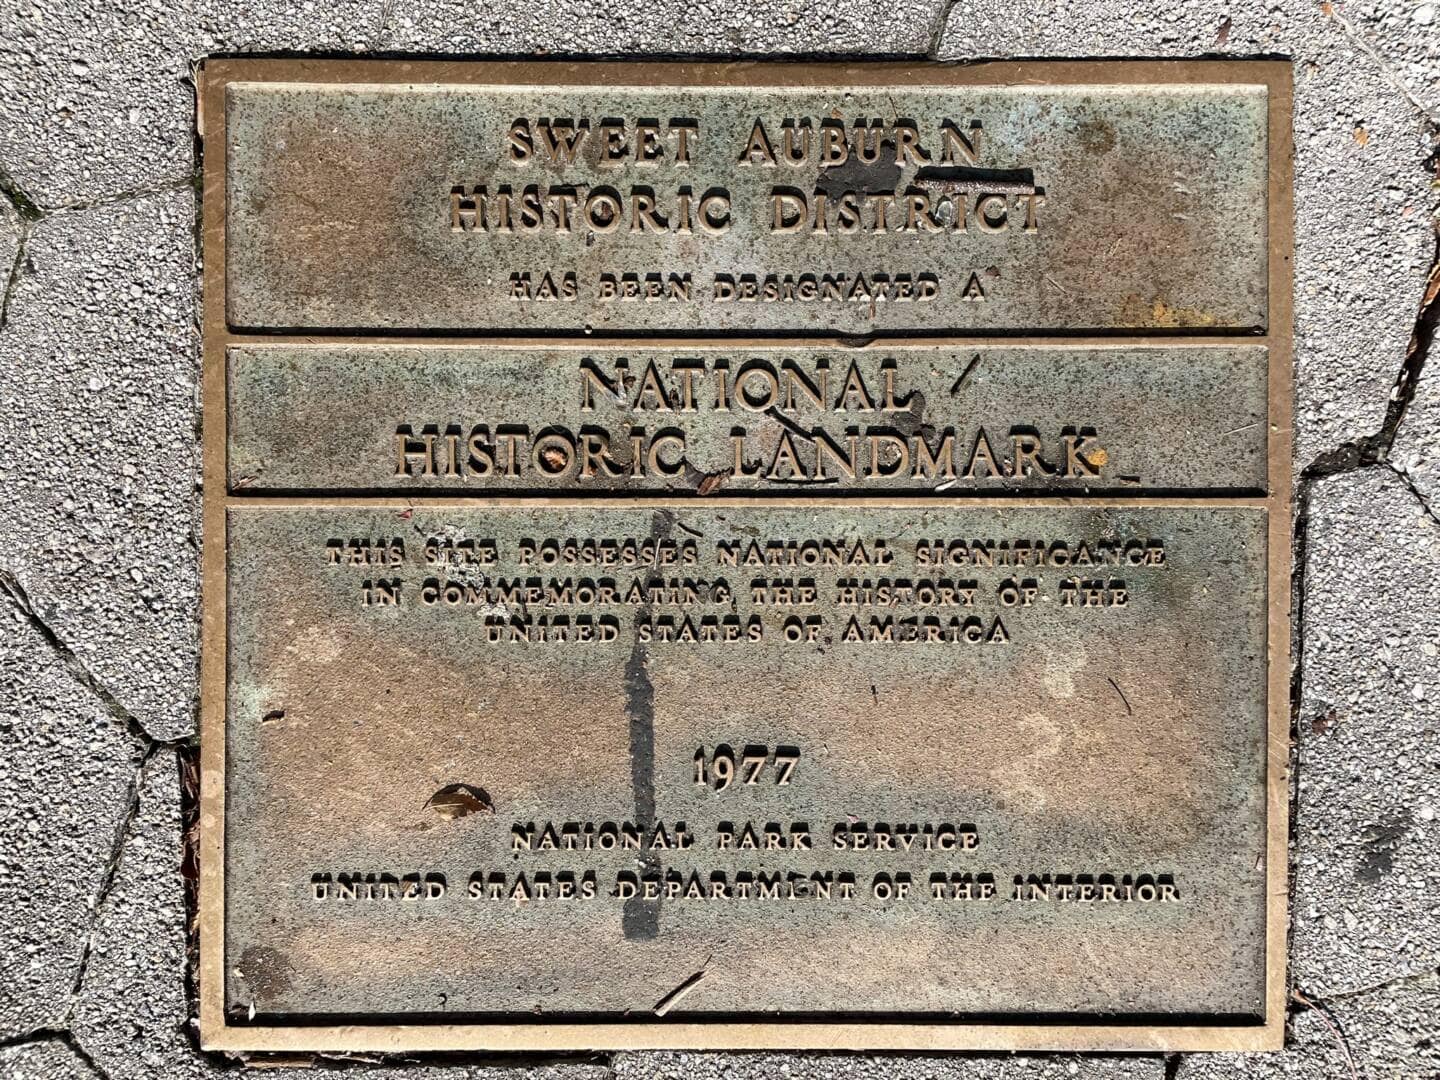 SWEET AUBURN
HISTORIC DISTRICT
HAS BEEN DESIGNATED A
NATIONAL
HISTORIC LANDMARK
THIS SITE POSSESSES NATIONAL SIGNIFICANCE
IN COMMEMORATING THE HISTORY OF THE
UNITED STATES OF AMERICA
1977
NATIONAL PARK SERVICE
UNITED STATES DEPARTMENT OF THE INTERIOR